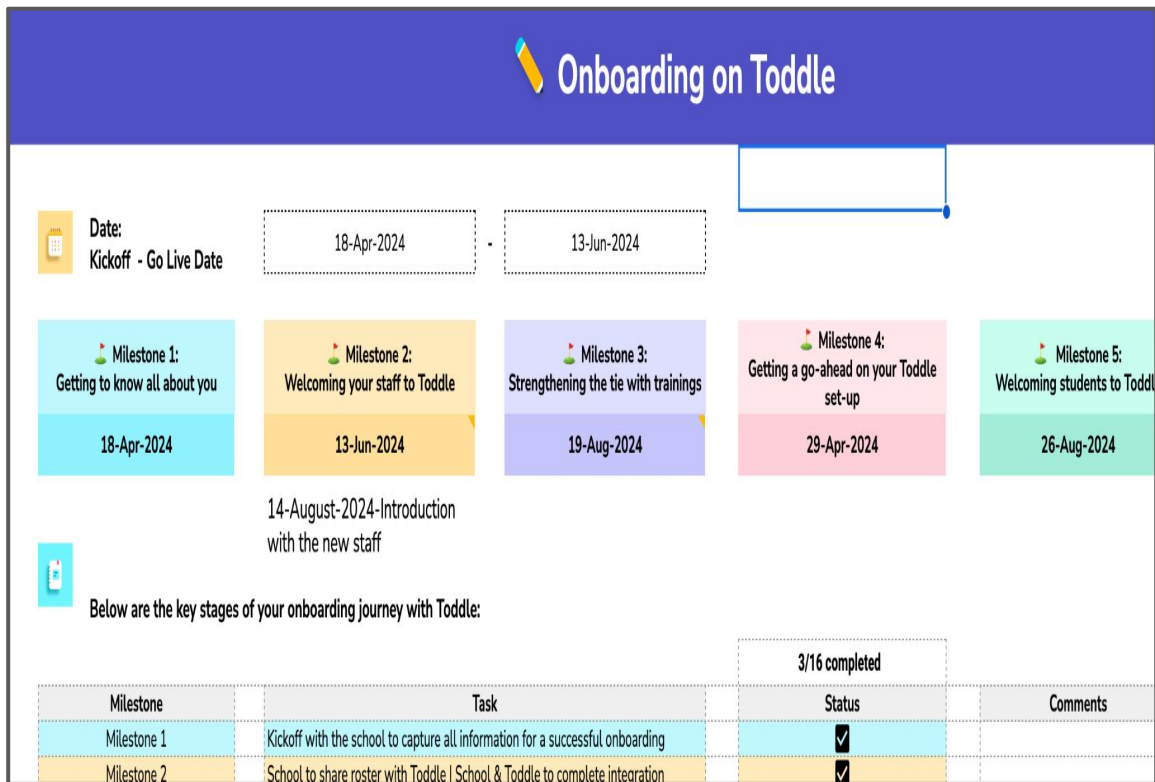 Onboarding on Toddle
Date:
Kickoff - Go Live Date
18-Apr-2024
-
13-Jun-2024
Milestone 1:
Getting to know all about you
18-Apr-2024
Milestone 2:
Welcoming your staff to Toddle
13-Jun-2024
Milestone 3:
Strengthening the tie with trainings
19-Aug-2024
Milestone 4:
Getting a go-ahead on your Toddle
set-up
29-Apr-2024
Milestone 5:
Welcoming students to Toddl
26-Aug-2024
14-August-2024-Introduction
with the new staff
Below are the key stages of your onboarding journey with Toddle:
3/16 completed
Milestone Task Status Comments
Milestone 1 Kickoff with the school to capture all information for a successful onboarding
Milestone 2 School to share roster with Toddle | School & Toddle to complete integration